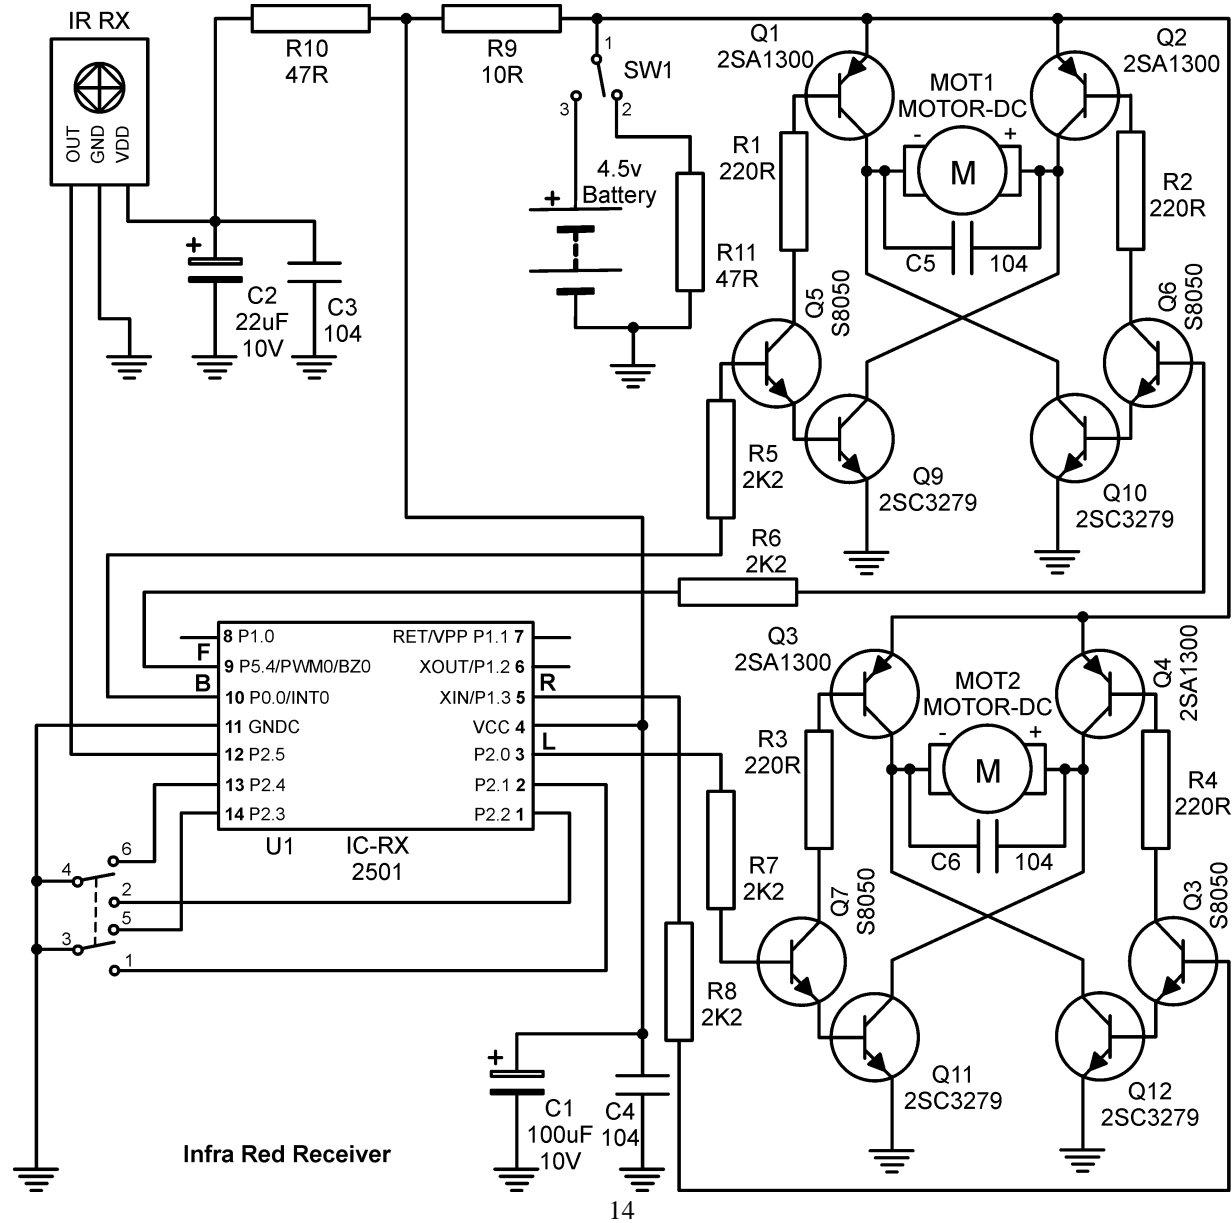 IR RX
OUT
GND
VDD
R10
47R
R9
10R
1
SW1
3
2
4.5v
Battery
+
R11
47R
+
C2
22uF
10V
C3
104
Q1
2SA1300
Q2
2SA1300
MOT1
MOTOR-DC
- +
M
R1
220R
R2
220R
C5 104
Q5
S8050
Q6
S8050
R5
2K2
Q9
2SC3279
Q10
2SC3279
R6
2K2
8 P1.0
RET/VPP P1.1 7
F
9 P5.4/PWM0/BZ0
XOUT/P1.2 6
B
10 P0.0/INT0
XIN/P1.3 5
R
11 GNDC
VCC 4
L
12 P2.5
P2.0 3
13 P2.4
P2.1 2
14 P2.3
P2.2 1
U1
IC-RX
2501
6
4
2
5
3
1
Q3
2SA1300
Q4
2SA1300
MOT2
MOTOR-DC
- +
M
R3
220R
R4
220R
C6 104
R7
2K2
Q7
S8050
Q3
S8050
R8
2K2
Q11
2SC3279
Q12
2SC3279
+
C1
100uF
10V
C4
104
Infra Red Receiver
14